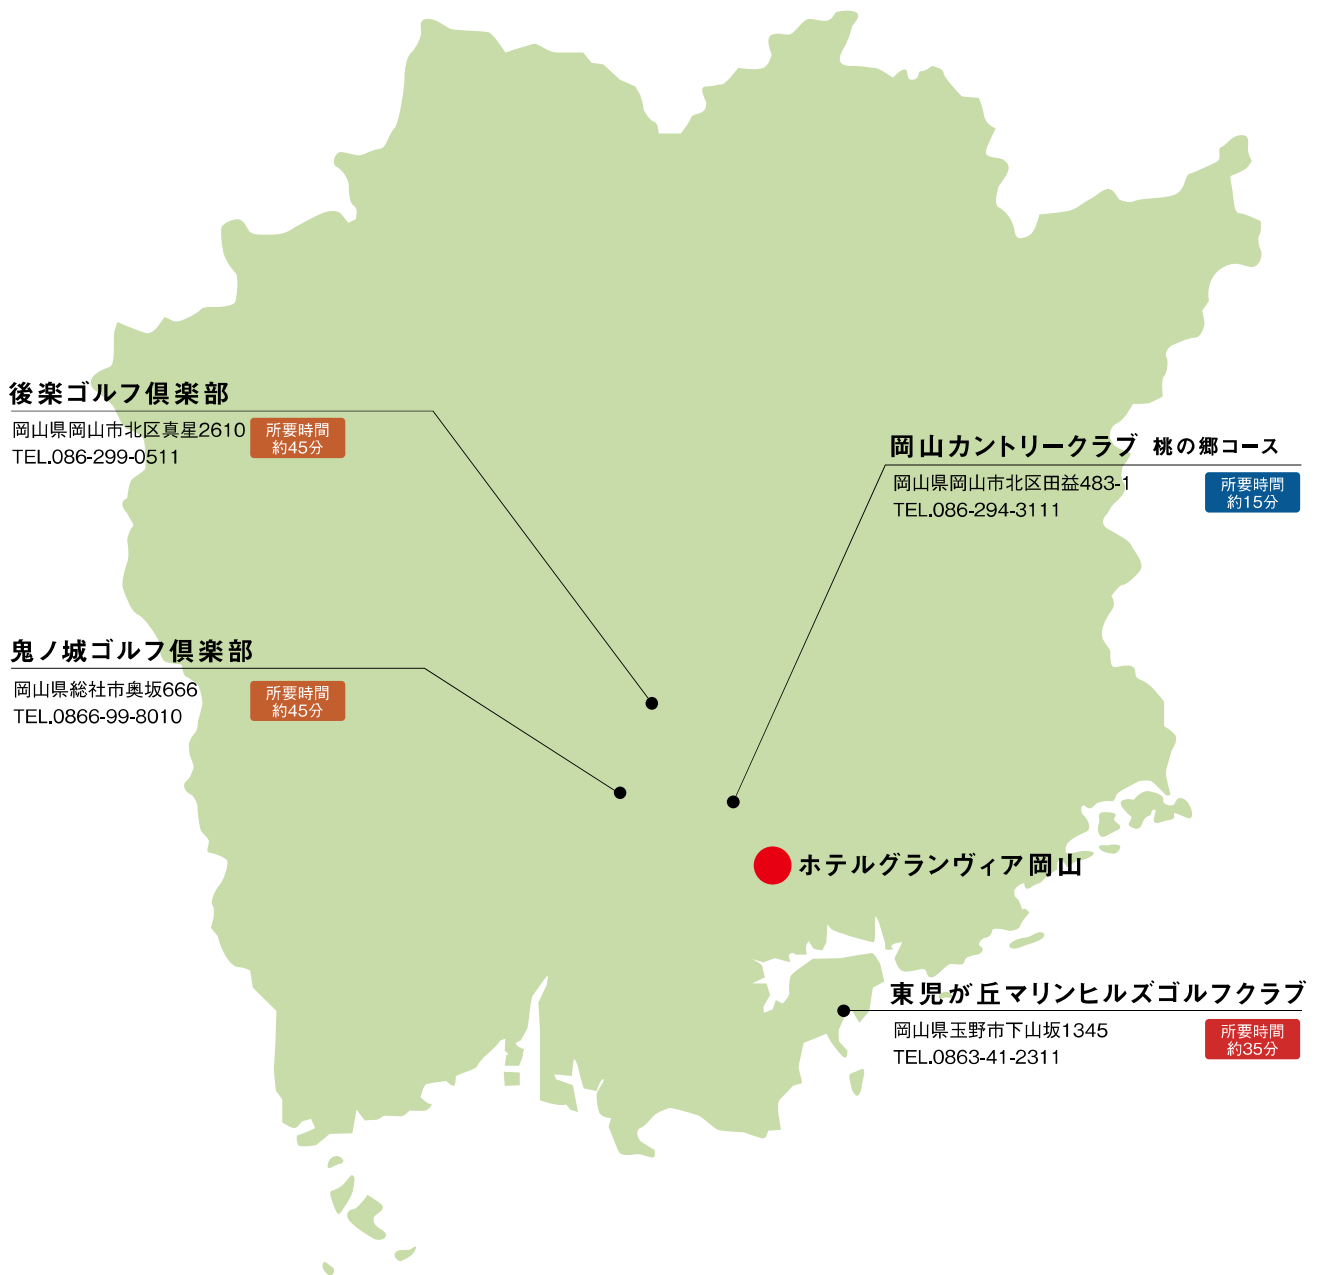 後楽ゴルフ倶楽部
岡山県岡山市北区真星2610
TEL.086-299-0511
所要時間
約45分
岡山カントリークラブ 桃の郷コース
岡山県岡山市北区田益483-1
TEL.086-294-3111
所要時間
約15分
鬼ノ城ゴルフ倶楽部
岡山県総社市奥坂666
TEL.0866-99-8010
所要時間
約45分
ホテルグランヴィア岡山
東児が丘マリンヒルズゴルフクラブ
岡山県玉野市下山坂1345
TEL.0863-41-2311
所要時間
約35分